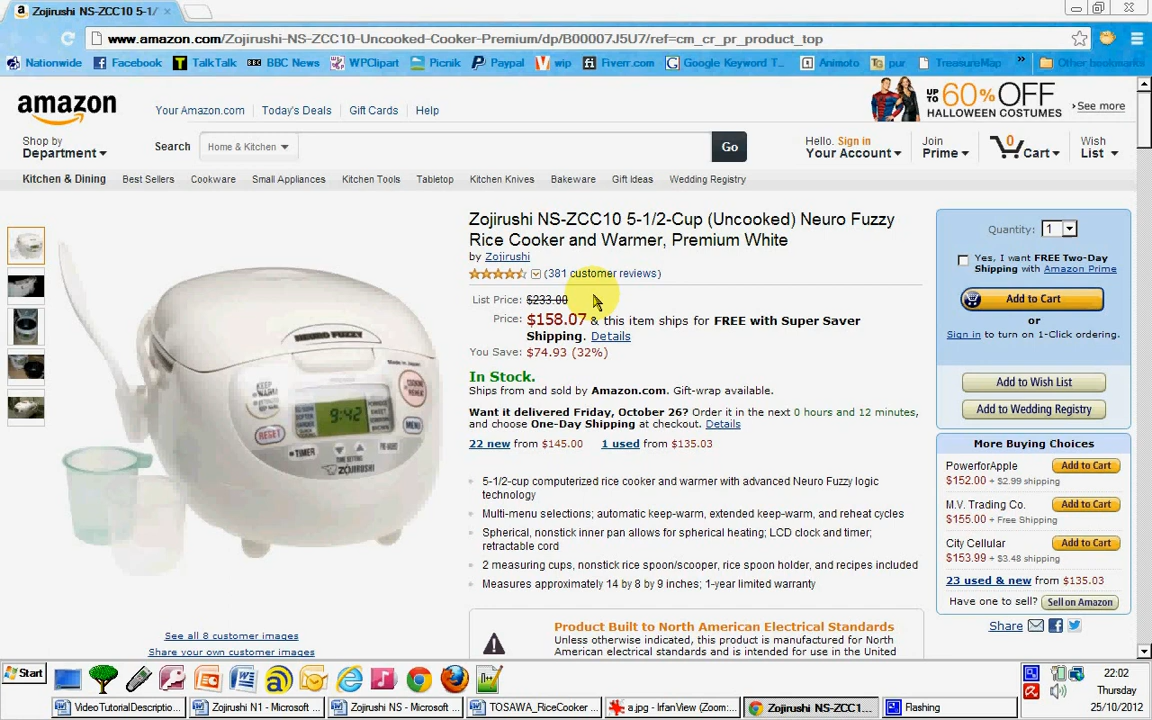 Zojirushi NS-ZCC10 5-1/
www.amazon.com/Zojirushi-NS-ZCC10-Uncooked-Cooker-Premium/dp/B00007J5U7/ref=cm_cr_pr_product_top
Nationwide Facebook TalkTalk BBC News WPClipart Picnik Paypal wip Fiverr.com Google Keyword T... Animoto pur TreasureMap » Other bookmarks
amazon
Your Amazon.com Today's Deals Gift Cards Help
UP TO 60% OFF HALLOWEEN COSTUMES See more
Shop by Department
Search Home & Kitchen Go
Hello. Sign in Your Account
Join Prime
0 Cart
Wish List
Kitchen & Dining Best Sellers Cookware Small Appliances Kitchen Tools Tabletop Kitchen Knives Bakeware Gift Ideas Wedding Registry
Zojirushi NS-ZCC10 5-1/2-Cup (Uncooked) Neuro Fuzzy
Rice Cooker and Warmer, Premium White
by Zojirushi
(381 customer reviews)
List Price: $233.00
Price: $158.07 & this item ships for FREE with Super Saver
Shipping. Details
You Save: $74.93 (32%)
In Stock.
Ships from and sold by Amazon.com. Gift-wrap available.
Want it delivered Friday, October 26? Order it in the next 0 hours and 12 minutes,
and choose One-Day Shipping at checkout. Details
22 new from $145.00 1 used from $135.03
5-1/2-cup computerized rice cooker and warmer with advanced Neuro Fuzzy logic
technology
Multi-menu selections; automatic keep-warm, extended keep-warm, and reheat cycles
Spherical, nonstick inner pan allows for spherical heating; LCD clock and timer;
retractable cord
2 measuring cups, nonstick rice spoon/scooper, rice spoon holder, and recipes included
Measures approximately 14 by 8 by 9 inches; 1-year limited warranty
Product Built to North American Electrical Standards
Unless otherwise indicated, this product is manufactured for North
American electrical standards and is intended for use in the United
Quantity: 1
Yes, I want FREE Two-Day
Shipping with Amazon Prime
Add to Cart
or
Sign in to turn on 1-Click ordering.
Add to Wish List
Add to Wedding Registry
More Buying Choices
PowerforApple Add to Cart
$152.00 + $2.99 shipping
M.V. Trading Co. Add to Cart
$155.00 + Free Shipping
City Cellular Add to Cart
$153.99 + $3.48 shipping
23 used & new from $135.03
Have one to sell? Sell on Amazon
Share
NEURO FUZZY
KEEP WARM
RESET
9:42
MENU
TIMER
ZOJIRUSHI
See all 8 customer images
Share your own customer images
Start
22:02
Thursday
25/10/2012
VideoTutorialDescriptio... Zojirushi N1 - Microsoft ... Zojirushi NS - Microsoft ... TOSAWA_RiceCooker ... a.jpg - IrfanView (Zoom:... Zojirushi NS-ZCC1... Flashing